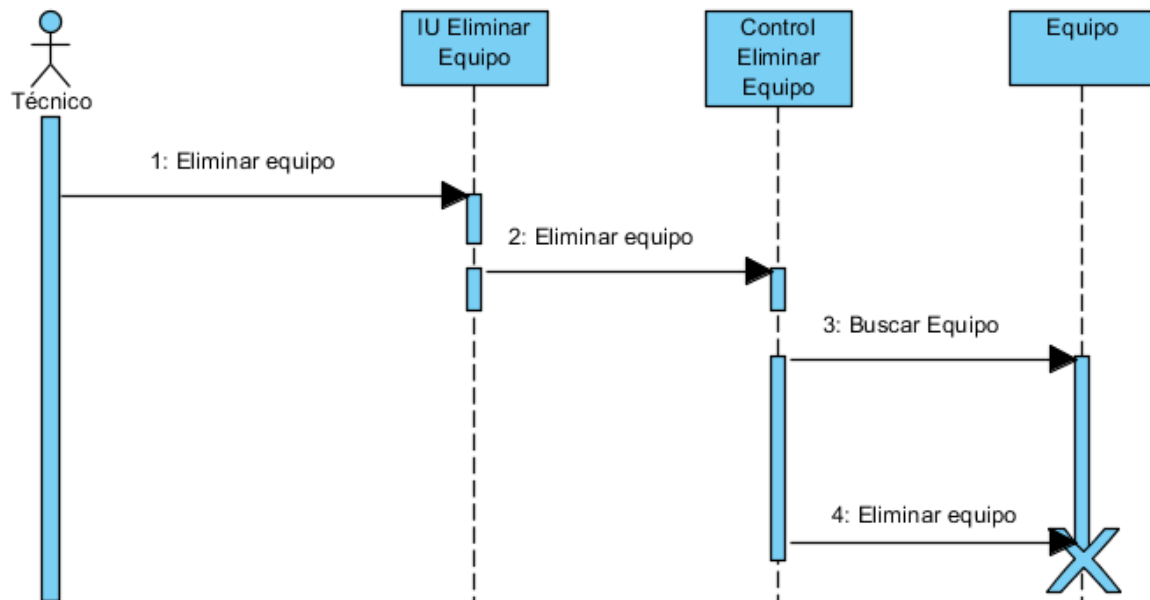 IU Eliminar
Equipo
Control
Eliminar
Equipo
Equipo
Técnico
1: Eliminar equipo
2: Eliminar equipo
3: Buscar Equipo
4: Eliminar equipo